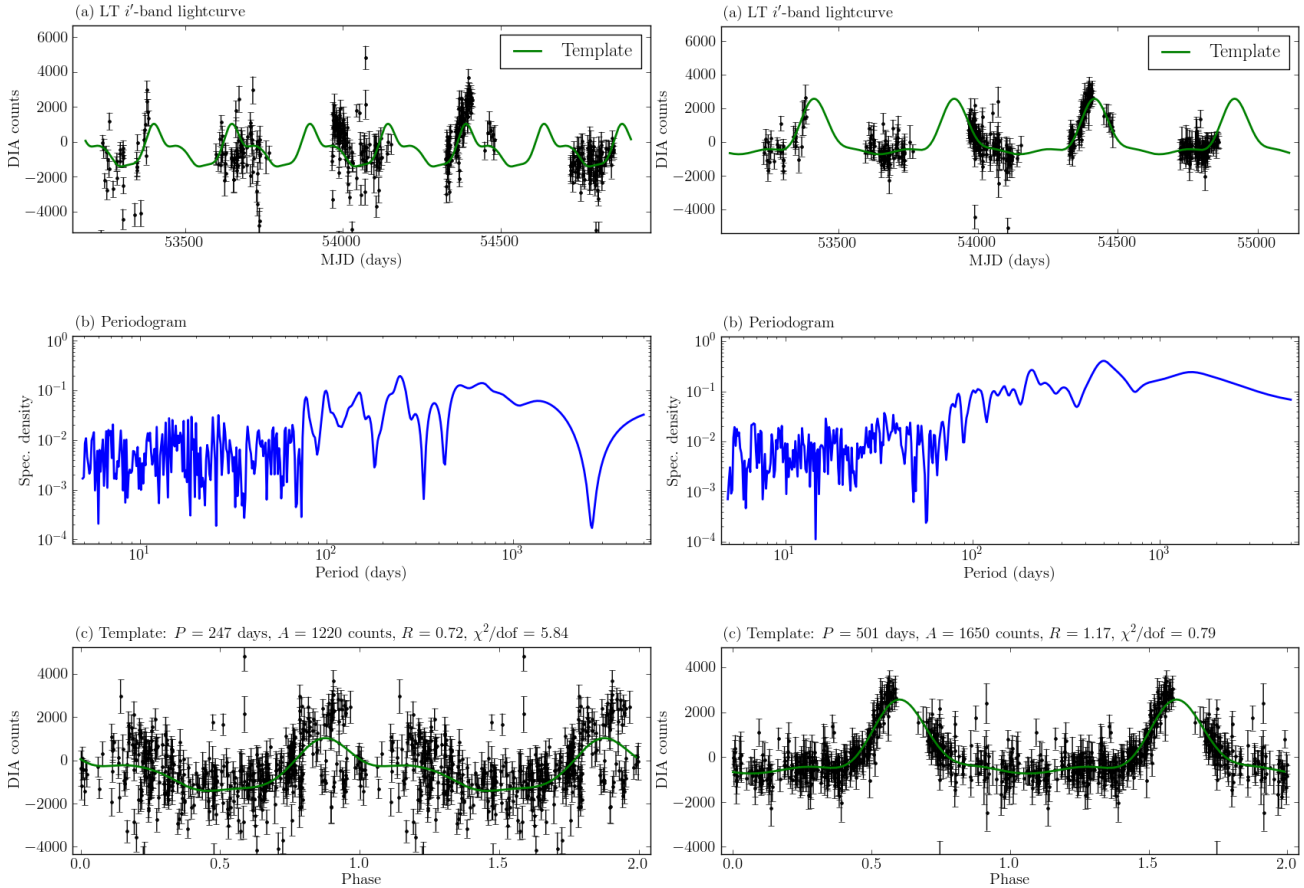 (a) LT i′-band lightcurve
DIA counts
6000
4000
2000
0
−2000
−4000
Template
53500
54000
54500
MJD (days)
(b) Periodogram
Spec. density
10^0
10^-1
10^-2
10^-3
10^-4
10^1
10^2
10^3
Period (days)
(c) Template: P = 247 days, A = 1220 counts, R = 0.72, χ²/dof = 5.84
DIA counts
4000
2000
0
−2000
−4000
0.0
0.5
1.0
1.5
2.0
Phase
(a) LT i′-band lightcurve
DIA counts
6000
4000
2000
0
−2000
−4000
Template
53500
54000
54500
55000
MJD (days)
(b) Periodogram
Spec. density
10^0
10^-1
10^-2
10^-3
10^-4
10^1
10^2
10^3
Period (days)
(c) Template: P = 501 days, A = 1650 counts, R = 1.17, χ²/dof = 0.79
DIA counts
4000
2000
0
−2000
−4000
0.0
0.5
1.0
1.5
2.0
Phase